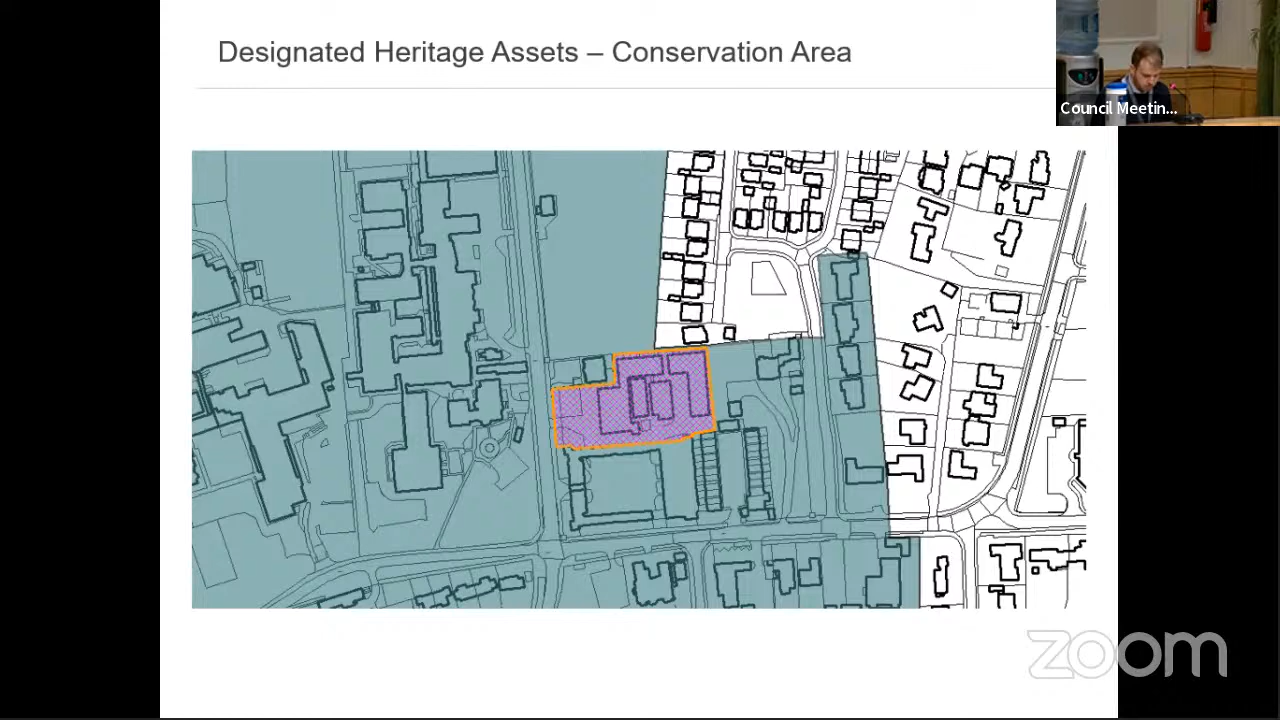 Designated Heritage Assets – Conservation Area
Council Meetin...
zoom